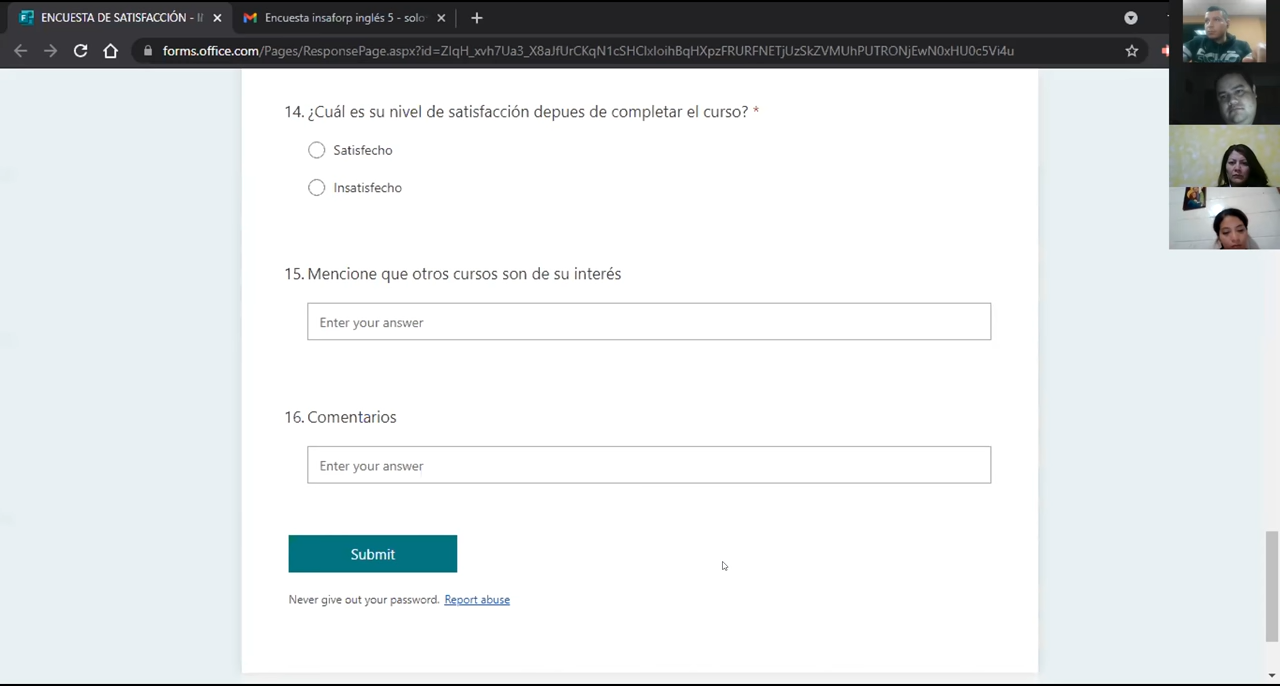 ENCUESTA DE SATISFACCIÓN - I
Encuesta insaforp inglés 5 - solo
forms.office.com/Pages/ResponsePage.aspx?id=ZIqH_xvh7Ua3_X8aJfUrCKqN1cSHClxIoihBqHXpzFRURFNETjUzSkZVMUhPUTRONjEwN0xHU0c5Vi4u
14. ¿Cuál es su nivel de satisfacción depues de completar el curso? *
Satisfecho
Insatisfecho
15. Mencione que otros cursos son de su interés
Enter your answer
16. Comentarios
Enter your answer
Submit
Never give out your password. Report abuse